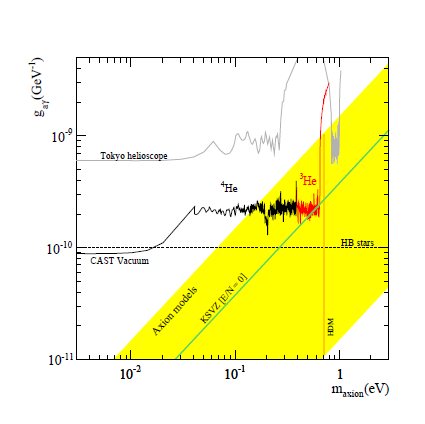 g_aγ(GeV⁻¹)
10⁻⁹
10⁻¹⁰
10⁻¹¹
Tokyo helioscope
⁴He
³He
HB stars
CAST Vacuum
Axion models
KSVZ [E/N = 0]
HDM
10⁻² 10⁻¹ 1
m_axion(eV)